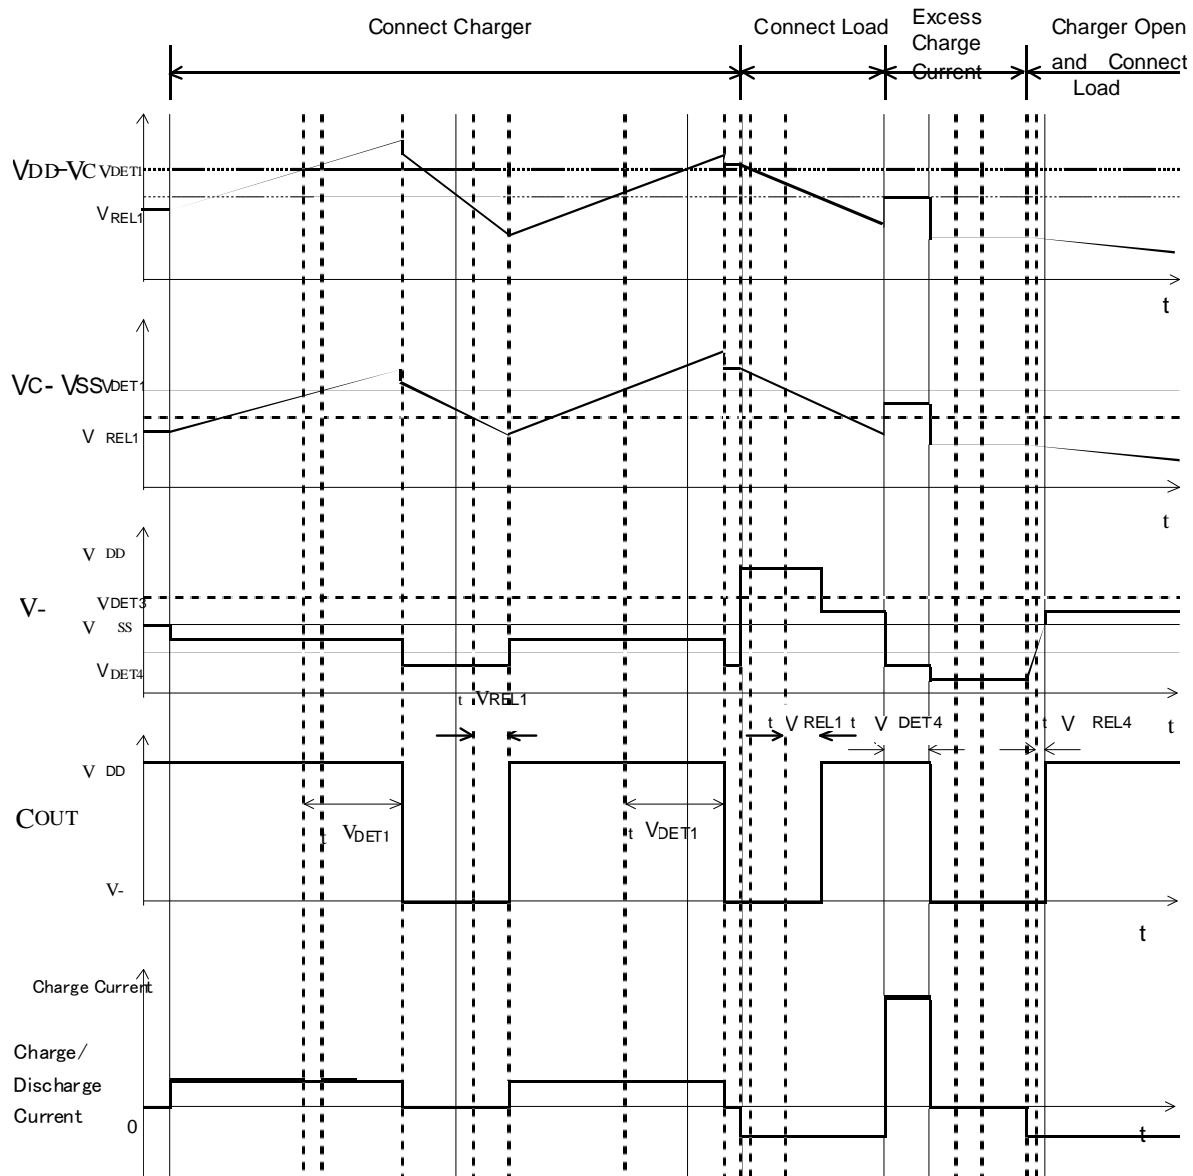 Connect Charger
Connect Load
Excess
Charge
Current
Charger Open
and Connect
Load
VDD-VC VDET1
VREL1
t
VC- VSS VDET1
V REL1
t
V DD
V- VDET3
V SS
VDET4
t VREL1
t V REL1
t V DET4
t V REL4
t
V DD
COUT
t VDET1
t VDET1
V-
t
Charge Current
Charge/
Discharge
Current
0
t